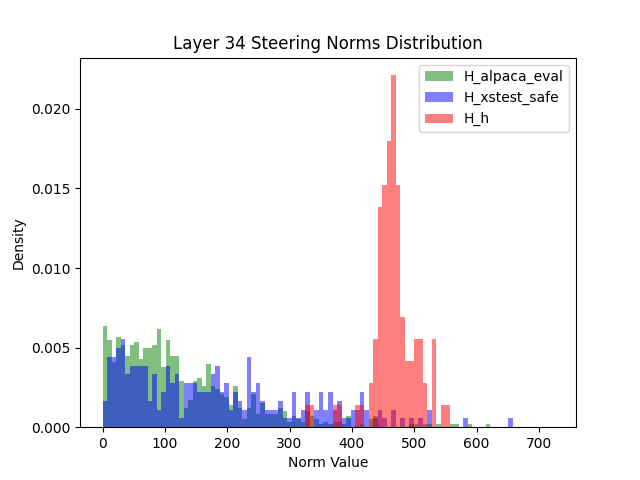 Layer 34 Steering Norms Distribution
H_alpaca_eval
H_xstest_safe
H_h
Density
0.020
0.015
0.010
0.005
0.000
0 100 200 300 400 500 600 700
Norm Value